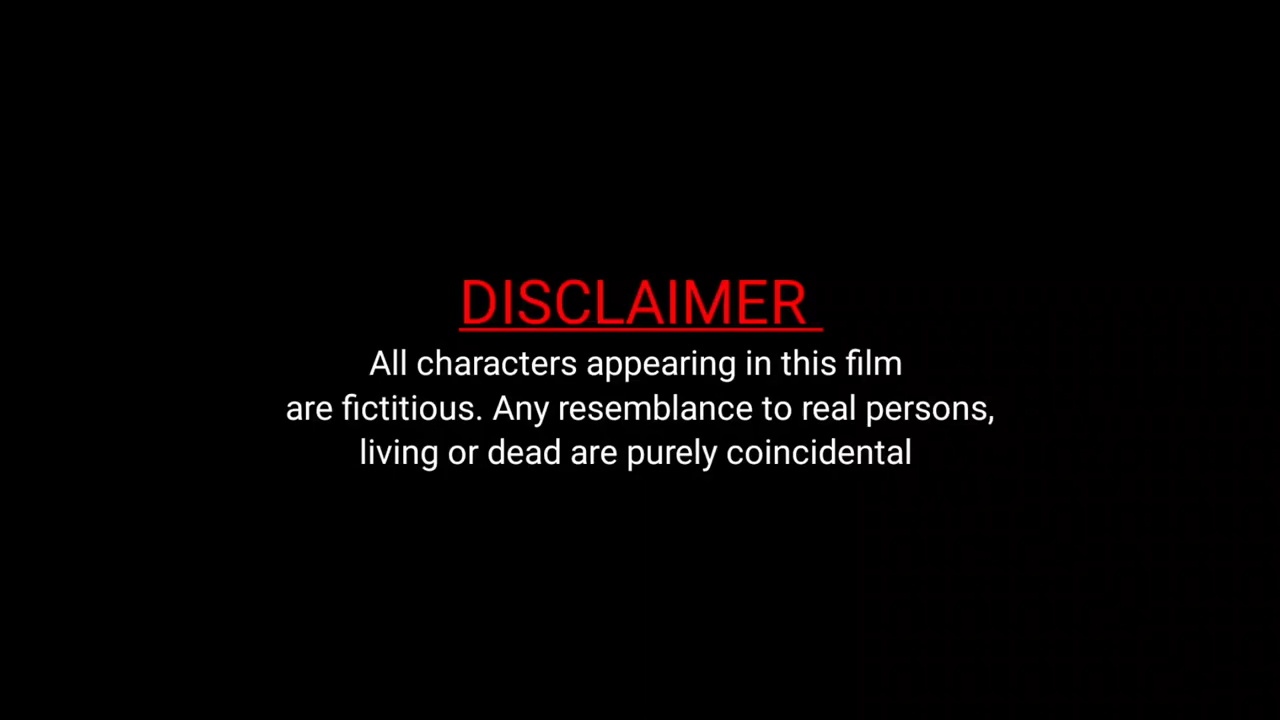 DISCLAIMER
All characters appearing in this film
are fictitious. Any resemblance to real persons,
living or dead are purely coincidental